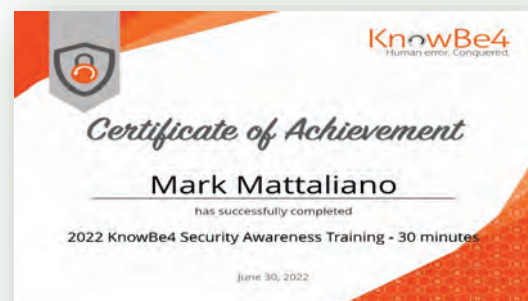 KnowBe4
Human error. Conquered.
Certificate of Achievement
Mark Mattaliano
has successfully completed
2022 KnowBe4 Security Awareness Training - 30 minutes
June 30, 2022